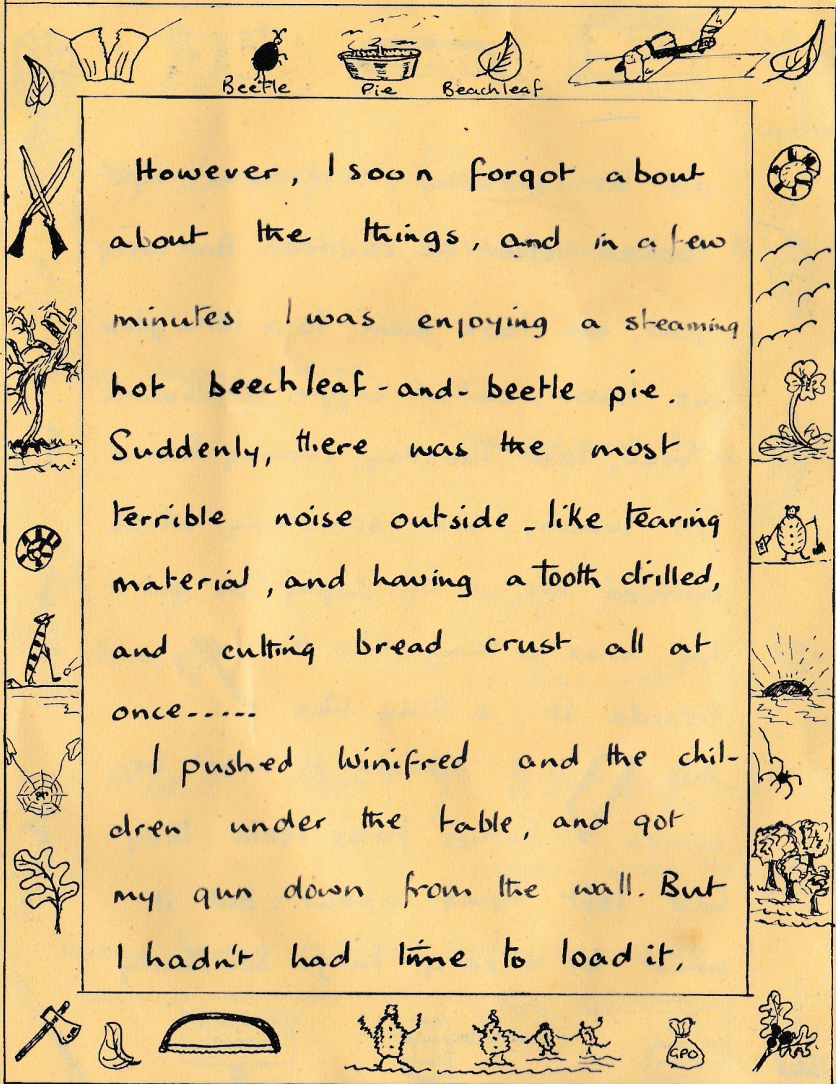 Beetle Pie Beachleaf
However, I soon forgot about
about the things, and in a few
minutes I was enjoying a steaming
hot beechleaf-and-beetle pie.
Suddenly, there was the most
terrible noise outside - like tearing
material, and having a tooth drilled,
and cutting bread crust all at
once.....
I pushed Winifred and the chil-
dren under the table, and got
my gun down from the wall. But
I hadn't had time to load it,
GPO